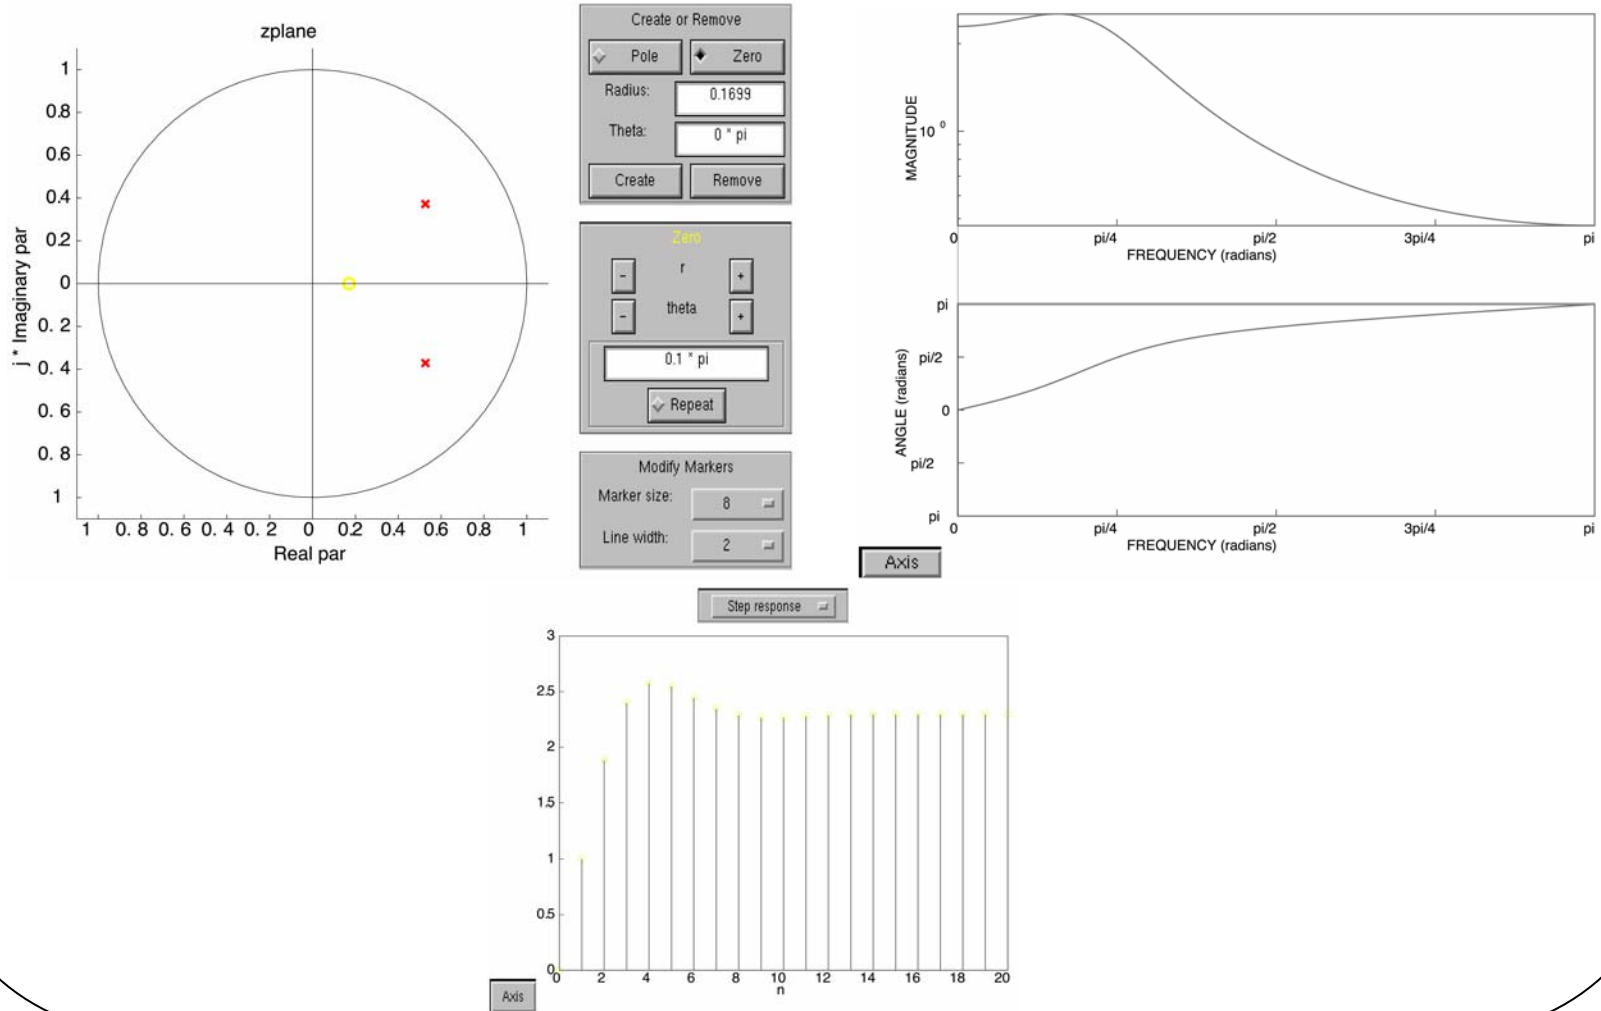 zplane
1
0.8
0.6
0.4
0.2
0
0. 2
0. 4
0. 6
0. 8
1
j * Imaginary par
1 0. 8 0. 6 0. 4 0. 2 0 0.2 0.4 0.6 0.8 1
Real par
Create or Remove
Pole Zero
Radius: 0.1699
Theta: 0 * pi
Create Remove
Zero
- r +
- theta +
0.1 * pi
Repeat
Modify Markers
Marker size: 8
Line width: 2
MAGNITUDE
10 0
0 pi/4 pi/2 3pi/4 pi
FREQUENCY (radians)
ANGLE (radians)
pi
pi/2
0
pi/2
pi
0 pi/4 pi/2 3pi/4 pi
FREQUENCY (radians)
Axis
Step response
3
2.5
2
1.5
1
0.5
0
0 2 4 6 8 10 12 14 16 18 20
n
Axis